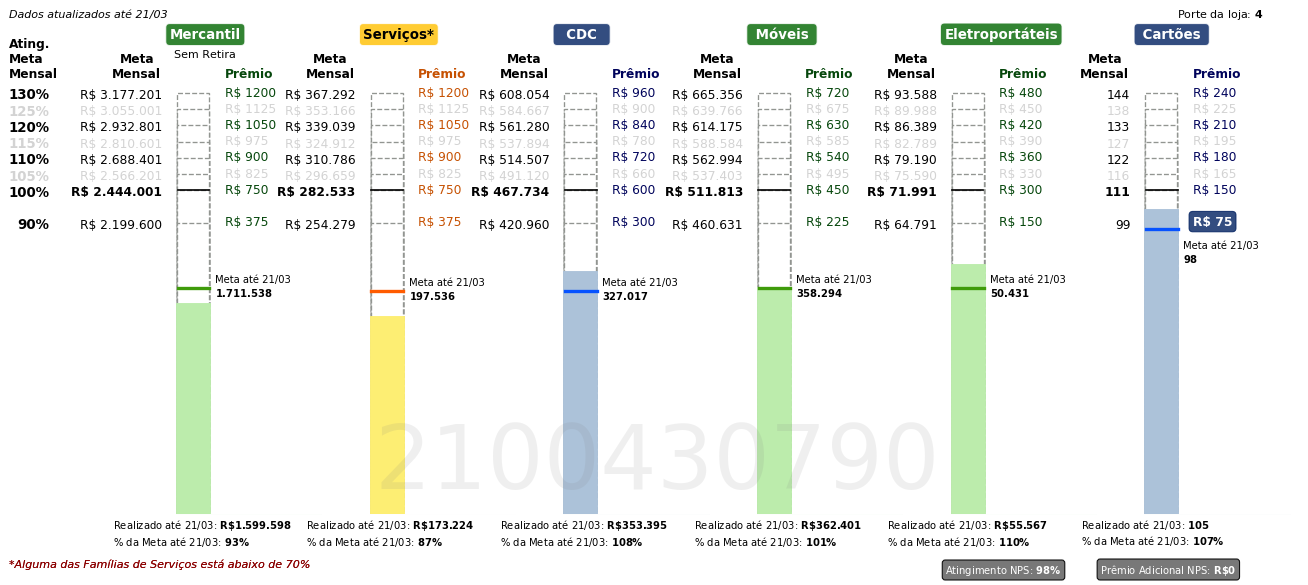 Dados atualizados até 21/03 Porte da loja: 4
Mercantil Serviços* CDC Móveis Eletroportáteis Cartões
Sem Retira
Ating. Meta Mensal Meta Mensal Prêmio Meta Mensal Prêmio Meta Mensal Prêmio Meta Mensal Prêmio Meta Mensal Prêmio Meta Mensal Prêmio
130% R$ 3.177.201 R$ 1200 R$ 367.292 R$ 1200 R$ 608.054 R$ 960 R$ 665.356 R$ 720 R$ 93.588 R$ 480 144 R$ 240
125% R$ 3.055.001 R$ 1125 R$ 353.166 R$ 1125 R$ 584.667 R$ 900 R$ 639.766 R$ 675 R$ 89.988 R$ 450 138 R$ 225
120% R$ 2.932.801 R$ 1050 R$ 339.039 R$ 1050 R$ 561.280 R$ 840 R$ 614.175 R$ 630 R$ 86.389 R$ 420 133 R$ 210
115% R$ 2.810.601 R$ 975 R$ 324.912 R$ 975 R$ 537.894 R$ 780 R$ 588.584 R$ 585 R$ 82.789 R$ 390 127 R$ 195
110% R$ 2.688.401 R$ 900 R$ 310.786 R$ 900 R$ 514.507 R$ 720 R$ 562.994 R$ 540 R$ 79.190 R$ 360 122 R$ 180
105% R$ 2.566.201 R$ 825 R$ 296.659 R$ 825 R$ 491.120 R$ 660 R$ 537.403 R$ 495 R$ 75.590 R$ 330 116 R$ 165
100% R$ 2.444.001 R$ 750 R$ 282.533 R$ 750 R$ 467.734 R$ 600 R$ 511.813 R$ 450 R$ 71.991 R$ 300 111 R$ 150
90% R$ 2.199.600 R$ 375 R$ 254.279 R$ 375 R$ 420.960 R$ 300 R$ 460.631 R$ 225 R$ 64.791 R$ 150 99 R$ 75
Meta até 21/03 Meta até 21/03 Meta até 21/03 Meta até 21/03 Meta até 21/03 Meta até 21/03
1.711.538 197.536 327.017 358.294 50.431 98
2100430790
Realizado até 21/03: R$1.599.598 Realizado até 21/03: R$173.224 Realizado até 21/03: R$353.395 Realizado até 21/03: R$362.401 Realizado até 21/03: R$55.567 Realizado até 21/03: 105
% da Meta até 21/03: 93% % da Meta até 21/03: 87% % da Meta até 21/03: 108% % da Meta até 21/03: 101% % da Meta até 21/03: 110% % da Meta até 21/03: 107%
*Alguma das Famílias de Serviços está abaixo de 70% Atingimento NPS: 98% Prêmio Adicional NPS: R$0